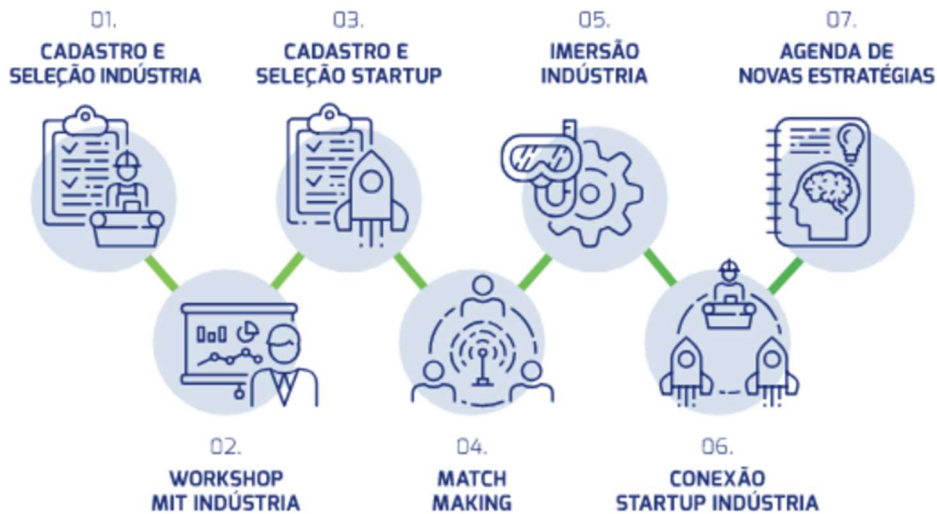 01.
CADASTRO E
SELEÇÃO INDÚSTRIA
03.
CADASTRO E
SELEÇÃO STARTUP
05.
IMERSÃO
INDÚSTRIA
07.
AGENDA DE
NOVAS ESTRATÉGIAS
02.
WORKSHOP
MIT INDÚSTRIA
04.
MATCH
MAKING
06.
CONEXÃO
STARTUP INDÚSTRIA